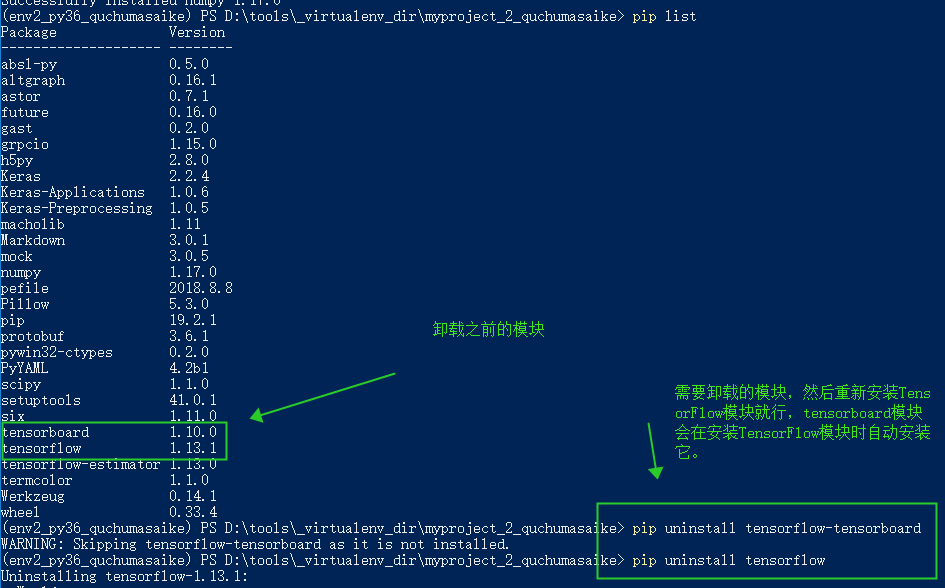 Successfully installed numpy-1.17.0
(env2_py36_quchumasaike) PS D:\tools\_virtualenv_dir\myproject_2_quchumasaike> pip list
Package Version
-------------------- --------
absl-py 0.5.0
altgraph 0.16.1
astor 0.7.1
future 0.16.0
gast 0.2.0
grpcio 1.15.0
h5py 2.8.0
Keras 2.2.4
Keras-Applications 1.0.6
Keras-Preprocessing 1.0.5
macholib 1.11
Markdown 3.0.1
mock 3.0.5
numpy 1.17.0
pefile 2018.8.8
Pillow 5.3.0
pip 19.2.1
protobuf 3.6.1
pywin32-ctypes 0.2.0
PyYAML 4.2b1
scipy 1.1.0
setuptools 41.0.1
six 1.11.0
tensorboard 1.10.0
tensorflow 1.13.1
tensorflow-estimator 1.13.0
termcolor 1.1.0
Werkzeug 0.14.1
wheel 0.33.4
卸载之前的模块
需要卸载的模块，然后重新安装Tens
orFlow模块就行，tensorboard模块
会在安装TensorFlow模块时自动安装
它。
(env2_py36_quchumasaike) PS D:\tools\_virtualenv_dir\myproject_2_quchumasaike> pip uninstall tensorflow-tensorboard
WARNING: Skipping tensorflow-tensorboard as it is not installed.
(env2_py36_quchumasaike) PS D:\tools\_virtualenv_dir\myproject_2_quchumasaike> pip uninstall tensorflow
Uninstalling tensorflow-1.13.1: